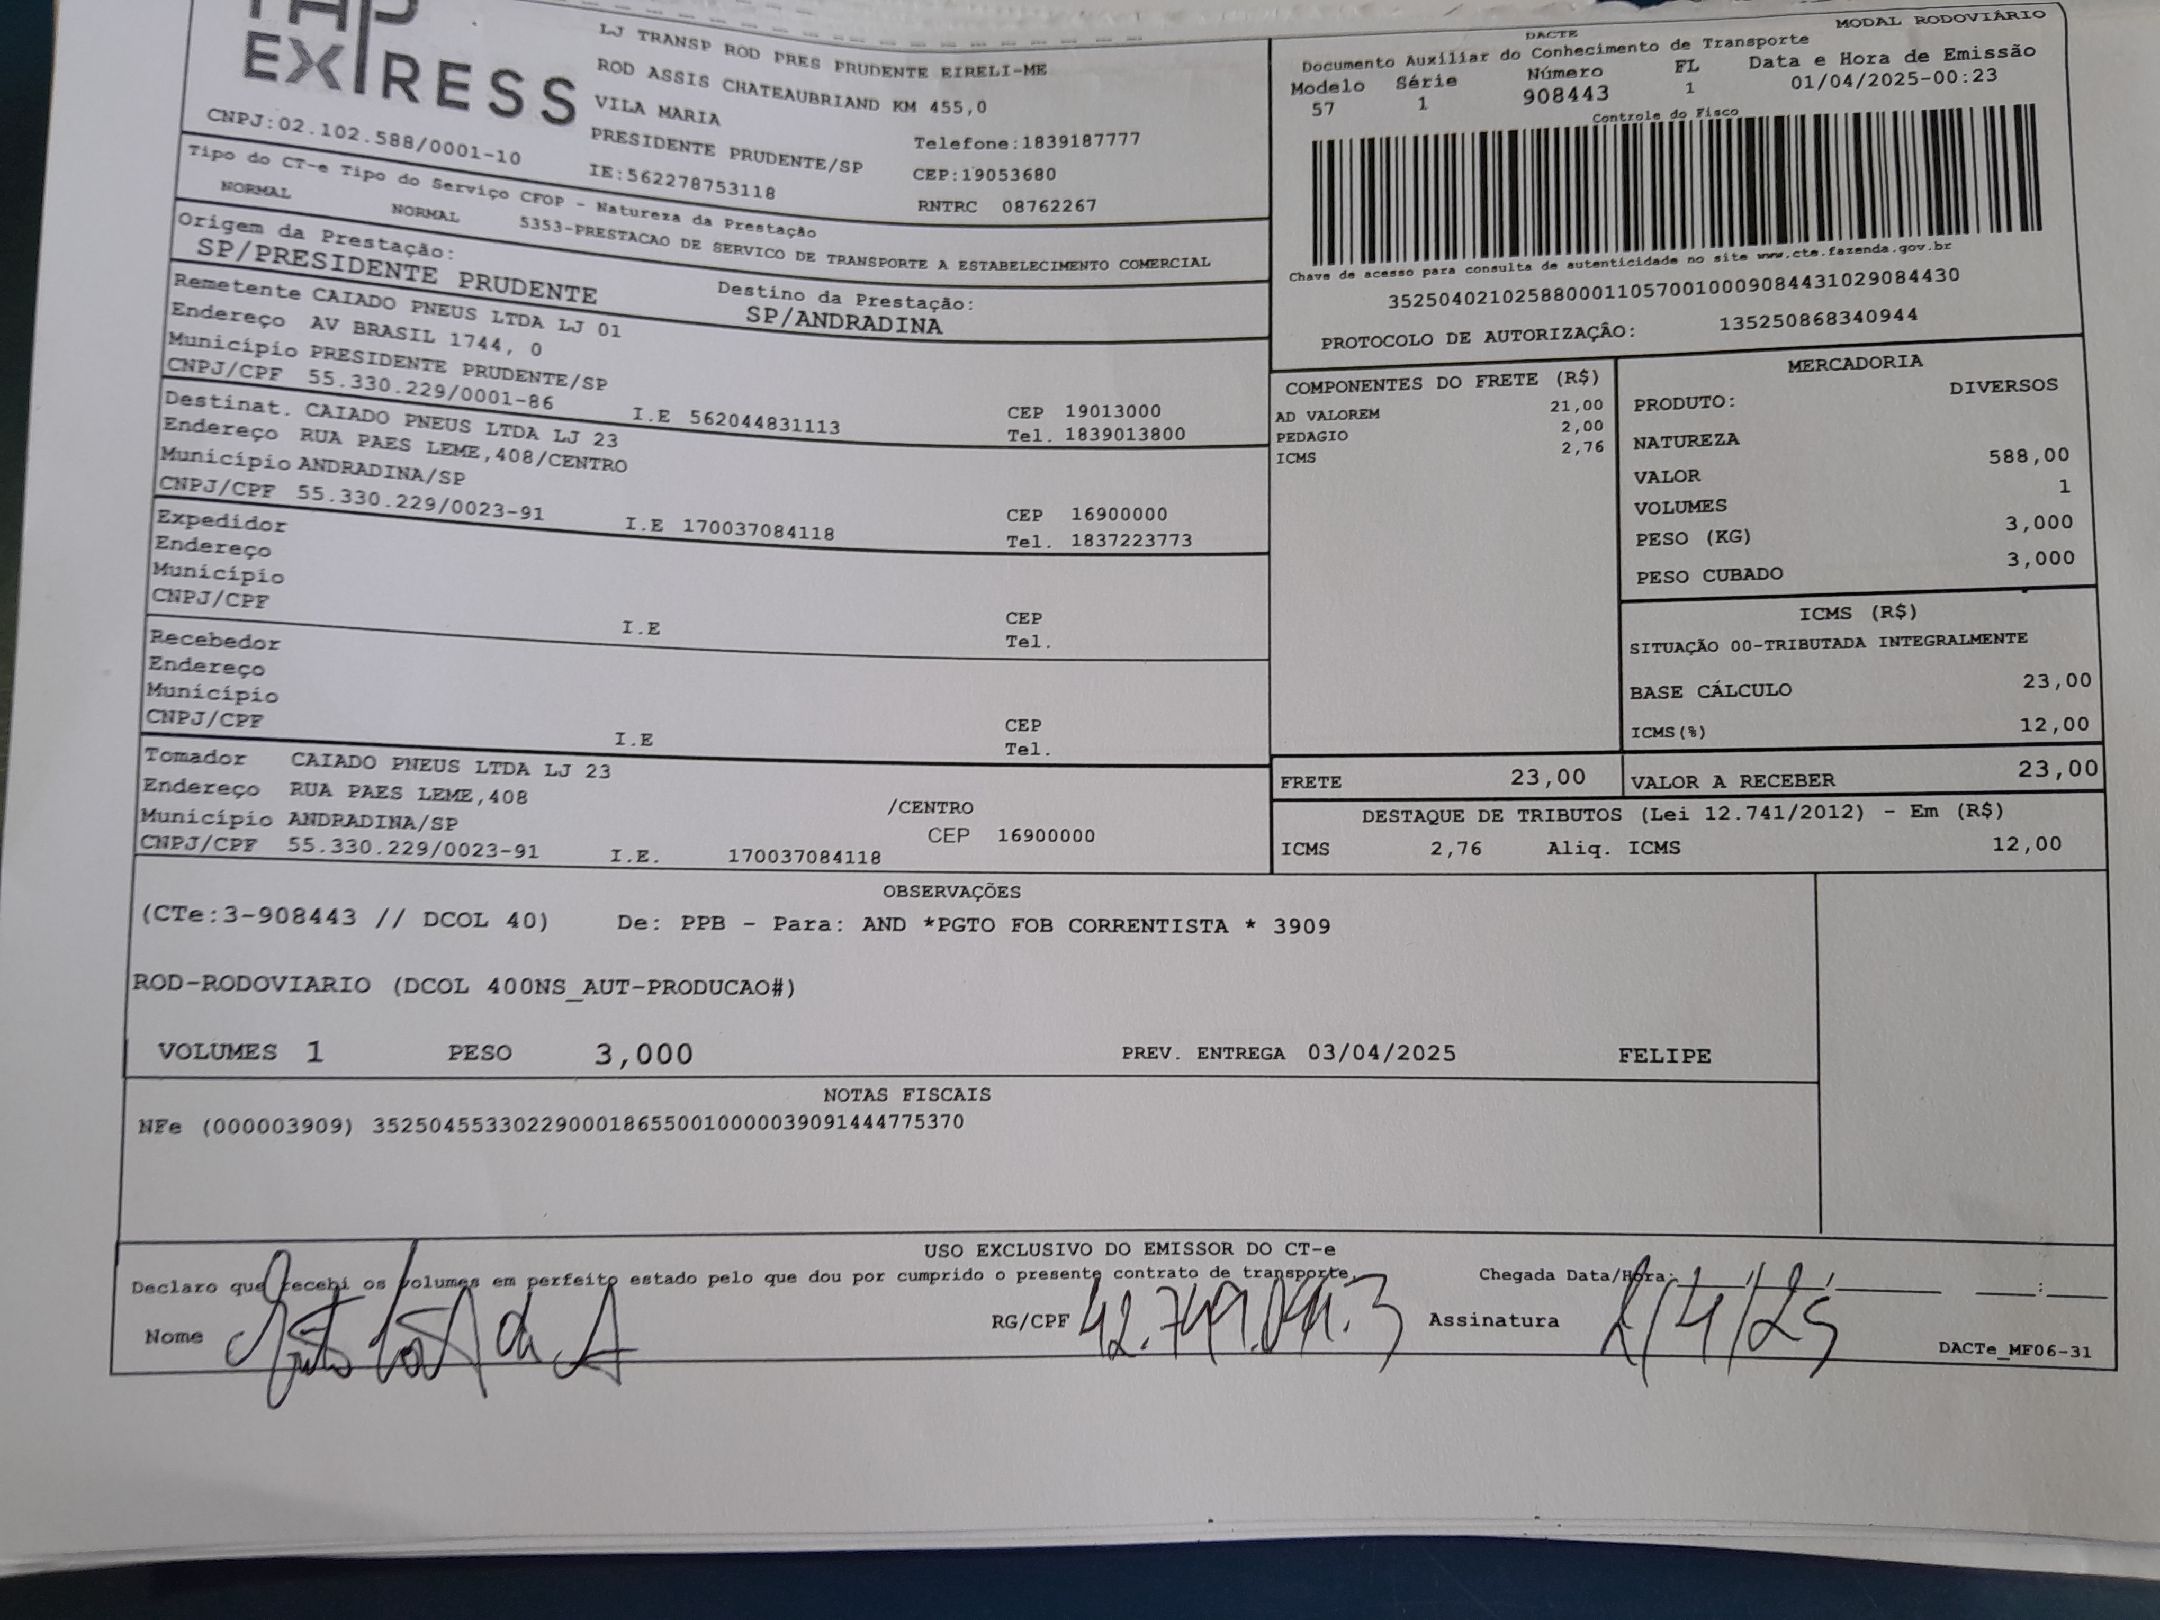 EXPRESS
LJ TRANSP ROD PRES PRUDENTE EIRELI-ME
ROD ASSIS CHATEAUBRIAND KM 455,0
VILA MARIA
PRESIDENTE PRUDENTE/SP
IE:562278753118
Telefone:1839187777
CEP:19053680
RNTRC 08762267
CNPJ:02.102.588/0001-10
Tipo do CT-e Tipo do Serviço CFOP - Natureza da Prestação
NORMAL NORMAL 5353-PRESTACAO DE SERVICO DE TRANSPORTE A ESTABELECIMENTO COMERCIAL
Origem da Prestação:
SP/PRESIDENTE PRUDENTE
Destino da Prestação:
SP/ANDRADINA
DACTE
MODAL RODOVIÁRIO
Documento Auxiliar do Conhecimento de Transporte
Modelo Série Número FL Data e Hora de Emissão
57 1 908443 1 01/04/2025-00:23
Controle do Fisco
Chave de acesso para consulta de autenticidade no site www.cte.fazenda.gov.br
35250402102588000110570010009084431029084430
PROTOCOLO DE AUTORIZAÇÂO: 135250868340944
Remetente CAIADO PNEUS LTDA LJ 01
Endereço AV BRASIL 1744, 0
Município PRESIDENTE PRUDENTE/SP CEP 19013000
CNPJ/CPF 55.330.229/0001-86 I.E 562044831113 Tel. 1839013800
Destinat. CAIADO PNEUS LTDA LJ 23
Endereço RUA PAES LEME,408/CENTRO
Município ANDRADINA/SP CEP 16900000
CNPJ/CPF 55.330.229/0023-91 I.E 170037084118 Tel. 1837223773
Expedidor
Endereço
Município CEP
CNPJ/CPF I.E Tel.
Recebedor
Endereço
Município CEP
CNPJ/CPF I.E Tel.
Tomador CAIADO PNEUS LTDA LJ 23
Endereço RUA PAES LEME,408 /CENTRO
Município ANDRADINA/SP CEP 16900000
CNPJ/CPF 55.330.229/0023-91 I.E. 170037084118
COMPONENTES DO FRETE (R$)
AD VALOREM 21,00
PEDAGIO 2,00
ICMS 2,76
MERCADORIA
PRODUTO: DIVERSOS
NATUREZA
VALOR 588,00
VOLUMES 1
PESO (KG) 3,000
PESO CUBADO 3,000
ICMS (R$)
SITUAÇÃO 00-TRIBUTADA INTEGRALMENTE
BASE CÁLCULO 23,00
ICMS(%) 12,00
FRETE 23,00 VALOR A RECEBER 23,00
DESTAQUE DE TRIBUTOS (Lei 12.741/2012) - Em (R$)
ICMS 2,76 Aliq. ICMS 12,00
OBSERVAÇÕES
(CTe:3-908443 // DCOL 40) De: PPB - Para: AND *PGTO FOB CORRENTISTA * 3909
ROD-RODOVIARIO (DCOL 400NS_AUT-PRODUCAO#)
VOLUMES 1 PESO 3,000 PREV. ENTREGA 03/04/2025 FELIPE
NOTAS FISCAIS
NFe (000003909) 35250455330229000186550010000039091444775370
USO EXCLUSIVO DO EMISSOR DO CT-e
Declaro que recebi os volumes em perfeito estado pelo que dou por cumprido o presente contrato de transporte. Chegada Data/Hora: __/__/__ __:__
Nome RG/CPF Assinatura 2/4/25
DACTe_MF06-31